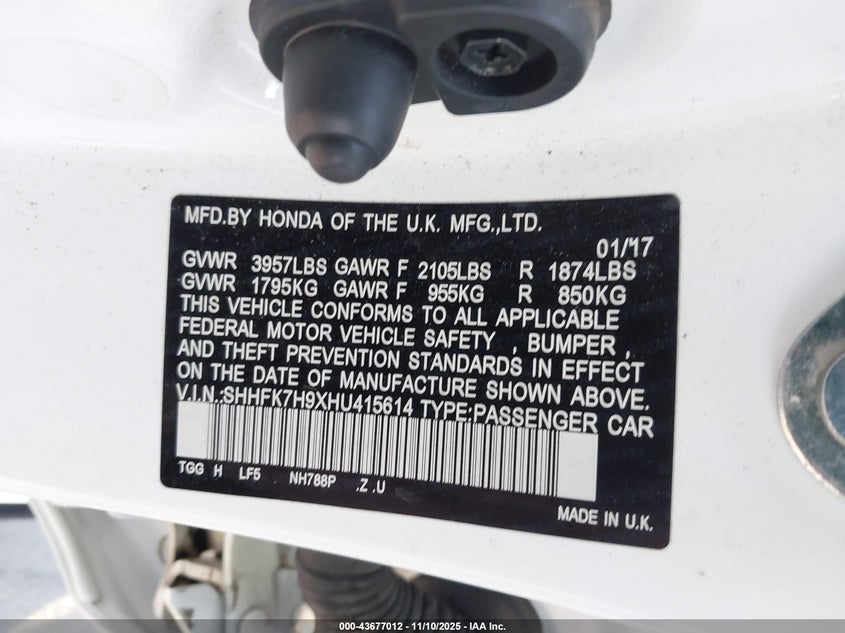 MFD.BY HONDA OF THE U.K. MFG.,LTD.
01/'17
GVWR 3957LBS GAWR F 2105LBS R 1874LBS
GVWR 1795KG GAWR F 955KG R 850KG
THIS VEHICLE CONFORMS TO ALL APPLICABLE
FEDERAL MOTOR VEHICLE SAFETY , BUMPER ,
AND THEFT PREVENTION STANDARDS IN EFFECT
ON THE DATE OF MANUFACTURE SHOWN ABOVE.
V.I.N.:SHHFK7H9XHU415614 TYPE:PASSENGER CAR
TGG H LF5 NH788P .Z .U
MADE IN U.K.
000-43677012 - 11/10/2025 - IAA Inc.